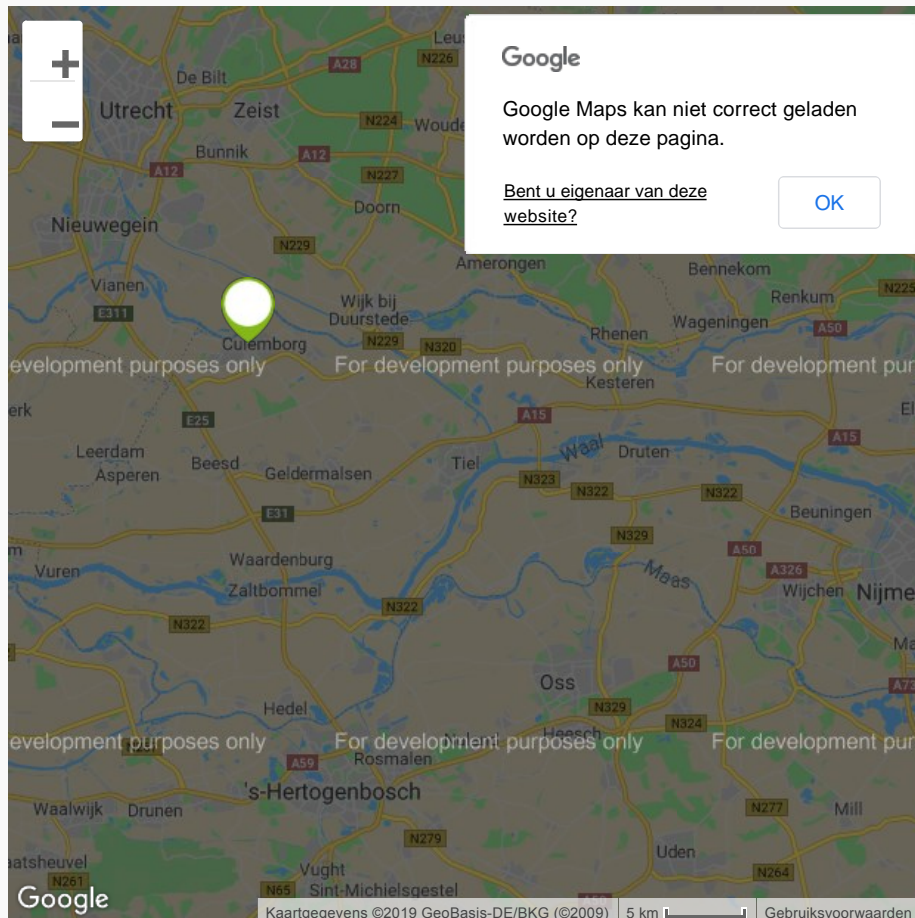 Leu
N226
A28
De Bilt
Utrecht
Zeist
N224
Woude
Bunnik
A12
A12
N227
Doorn
Nieuwegein
N229
Amerongen
Bennekom
Vianen
Renkum
N225
E311
Wijk bij
Duurstede
Rhenen
Wageningen
A50
Culemborg
N229
N320
evelopment purposes only
For development purposes only
For development pur
Kesteren
erk
E25
A15
El
A15
Leerdam
Asperen
Beesd
Geldermalsen
Tiel
Waal
Druten
N323
N322
N322
Beuningen
E31
N329
m
Vuren
Waardenburg
A50
Zaltbommel
Maas
A326
Wijchen
Nijme
N322
N322
Ma
A50
Oss
A73
Hedel
N329
N324
evelopment purposes only
For development purposes only
For development pur
Heesch
A59
Rosmalen
's-Hertogenbosch
Waalwijk
Drunen
N277
Mill
N279
aatsheuvel
Uden
Vught
N264
N261
N65
Sint-Michielsgestel
Google
Kaartgegevens ©2019 GeoBasis-DE/BKG (©2009)
5 km
Gebruiksvoorwaarden
Google
Google Maps kan niet correct geladen
worden op deze pagina.
Bent u eigenaar van deze
website?
OK